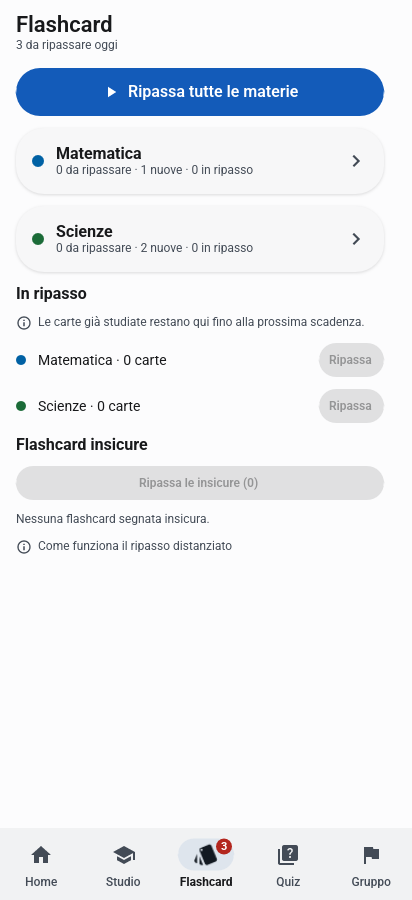 Flashcard
3 da ripassare oggi
Ripassa tutte le materie
Matematica
0 da ripassare · 1 nuove · 0 in ripasso
Scienze
0 da ripassare · 2 nuove · 0 in ripasso
In ripasso
Le carte già studiate restano qui fino alla prossima scadenza.
Matematica · 0 carte
Ripassa
Scienze · 0 carte
Ripassa
Flashcard insicure
Ripassa le insicure (0)
Nessuna flashcard segnata insicura.
Come funziona il ripasso distanziato
3
Home
Studio
Flashcard
Quiz
Gruppo